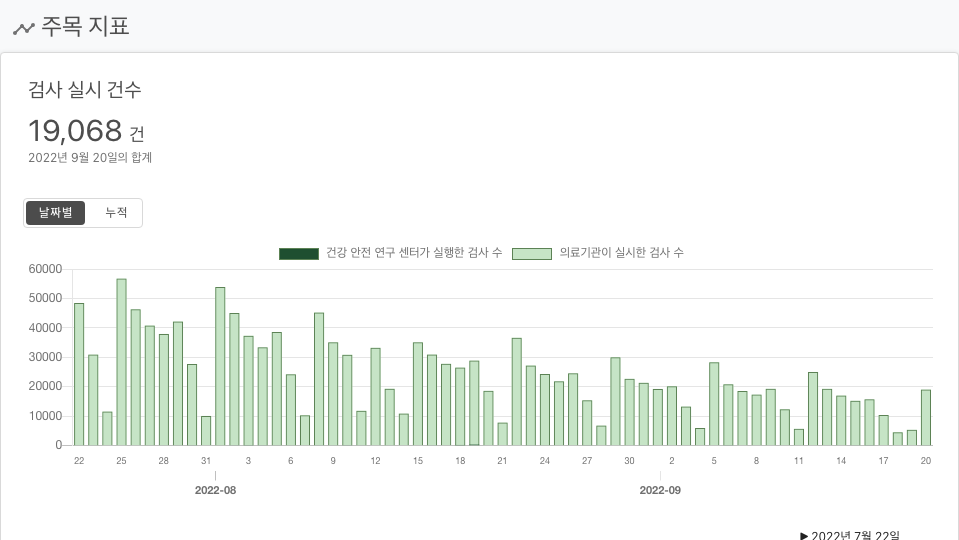 주목 지표
검사 실시 건수
19,068 건
2022년 9월 20일의 합계
날짜별 누적
건강 안전 연구 센터가 실행한 검사 수 의료기관이 실시한 검사 수
60000
50000
40000
30000
20000
10000
0
22 25 28 31 3 6 9 12 15 18 21 24 27 30 2 5 8 11 14 17 20
2022-08 2022-09
▶ 2022년 7월 22일